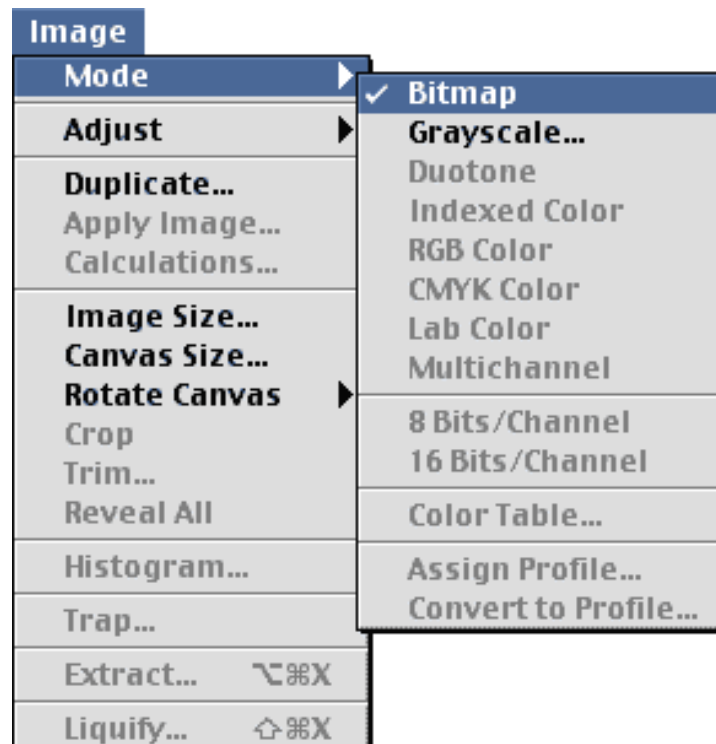 Image
Mode
Adjust
Duplicate...
Apply Image...
Calculations...
Image Size...
Canvas Size...
Rotate Canvas
Crop
Trim...
Reveal All
Histogram...
Trap...
Extract... ⌥⌘X
Liquify... ⇧⌘X
✓ Bitmap
Grayscale...
Duotone
Indexed Color
RGB Color
CMYK Color
Lab Color
Multichannel
8 Bits/Channel
16 Bits/Channel
Color Table...
Assign Profile...
Convert to Profile...